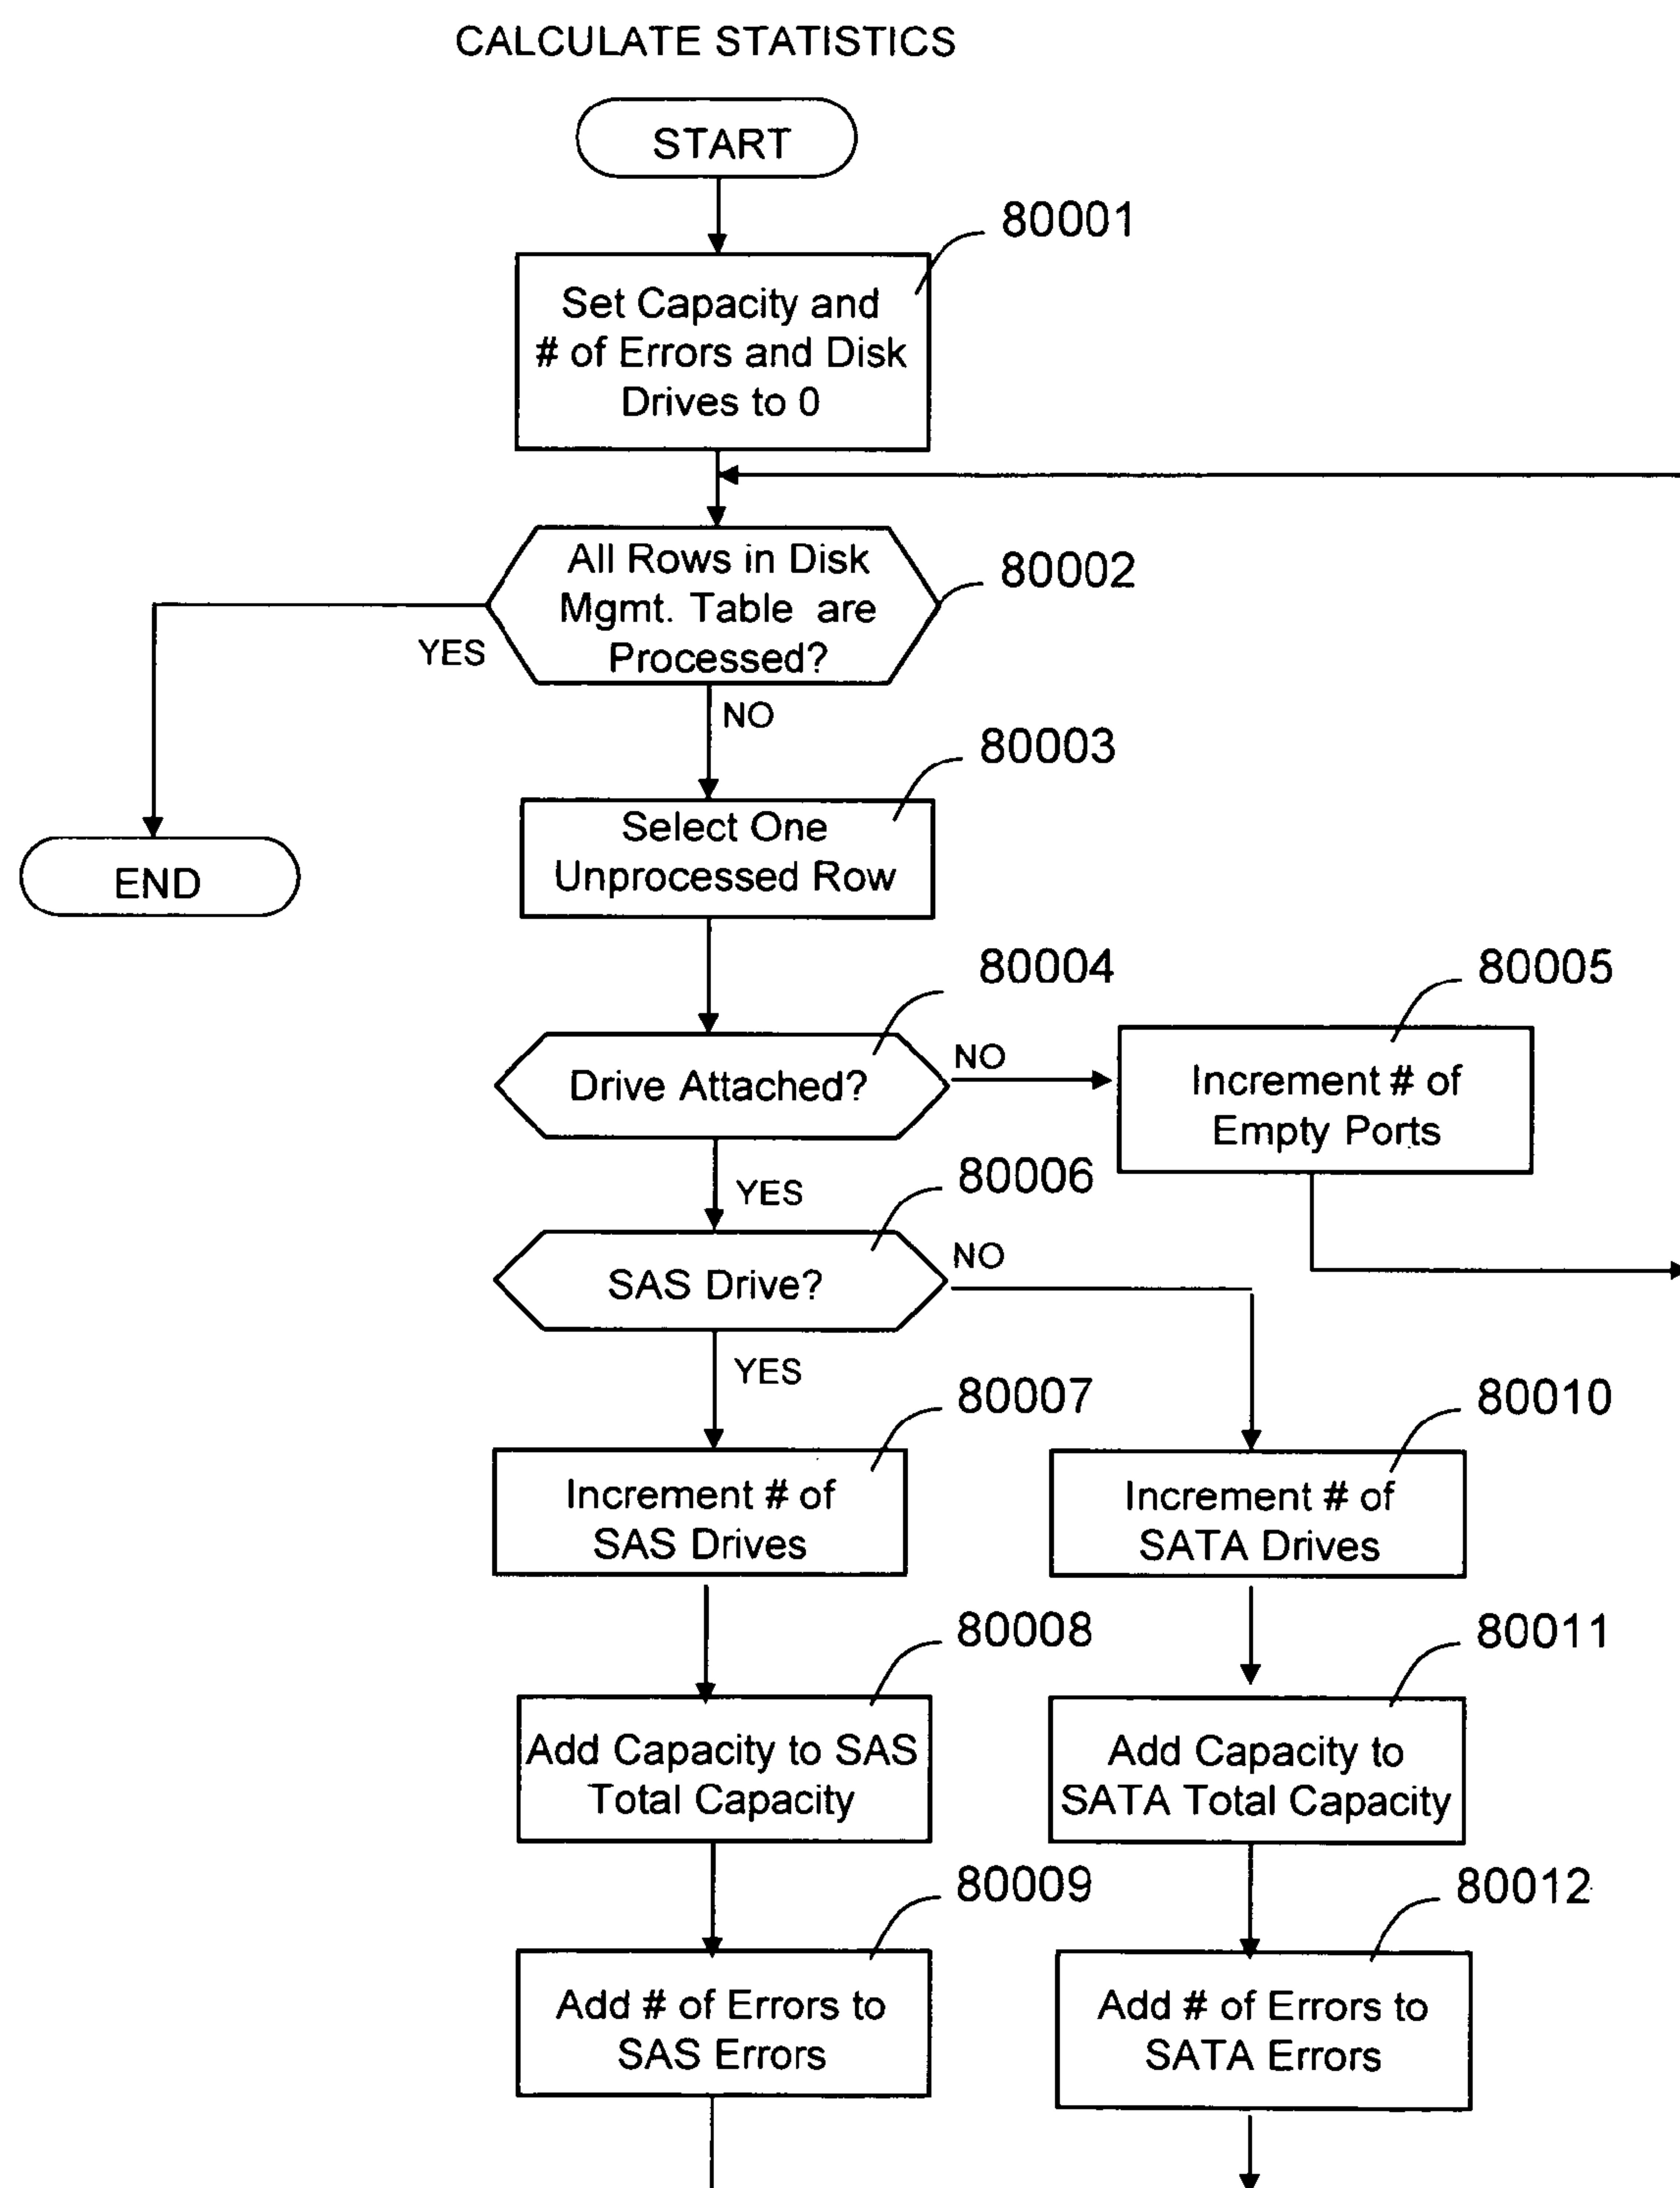 CALCULATE STATISTICS
START
80001
Set Capacity and
# of Errors and Disk
Drives to 0
80002
All Rows in Disk
Mgmt. Table are
Processed?
YES
NO
80003
Select One
Unprocessed Row
END
80004
80005
Drive Attached?
NO
Increment # of
Empty Ports
YES
80006
SAS Drive?
NO
YES
80007
80010
Increment # of
SAS Drives
Increment # of
SATA Drives
80008
80011
Add Capacity to SAS
Total Capacity
Add Capacity to
SATA Total Capacity
80009
80012
Add # of Errors to
SAS Errors
Add # of Errors to
SATA Errors